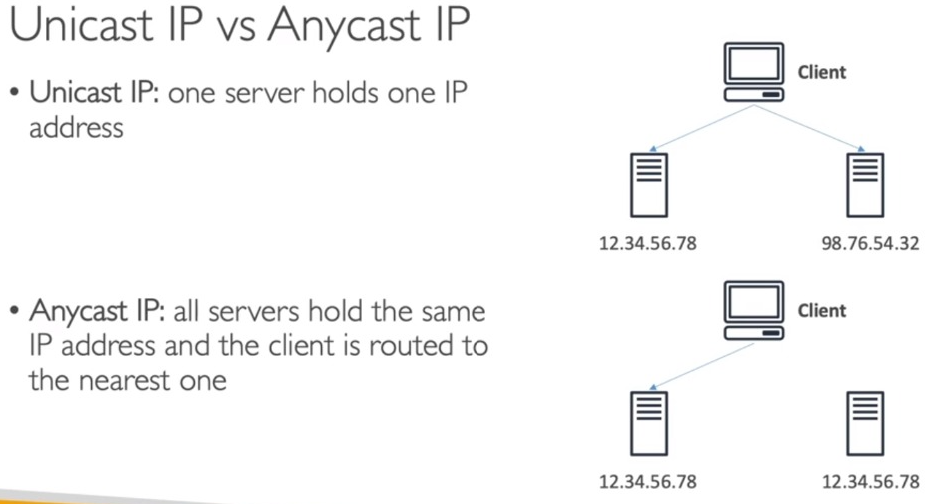 Unicast IP vs Anycast IP
• Unicast IP: one server holds one IP
address
Client
12.34.56.78
98.76.54.32
• Anycast IP: all servers hold the same
IP address and the client is routed to
the nearest one
Client
12.34.56.78
12.34.56.78